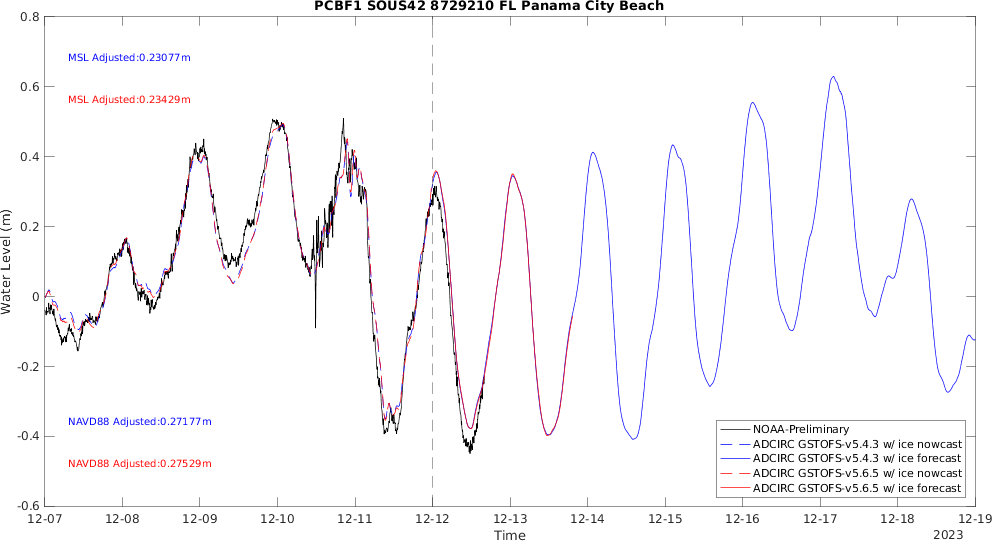 PCBF1 SOUS42 8729210 FL Panama City Beach
0.8
0.6
0.4
0.2
0
-0.2
-0.4
-0.6
Water Level (m)
MSL Adjusted:0.23077m
MSL Adjusted:0.23429m
NAVD88 Adjusted:0.27177m
NAVD88 Adjusted:0.27529m
NOAA-Preliminary
ADCIRC GSTOFS-v5.4.3 w/ ice nowcast
ADCIRC GSTOFS-v5.4.3 w/ ice forecast
ADCIRC GSTOFS-v5.6.5 w/ ice nowcast
ADCIRC GSTOFS-v5.6.5 w/ ice forecast
12-07 12-08 12-09 12-10 12-11 12-12 12-13 12-14 12-15 12-16 12-17 12-18 12-19
Time
2023